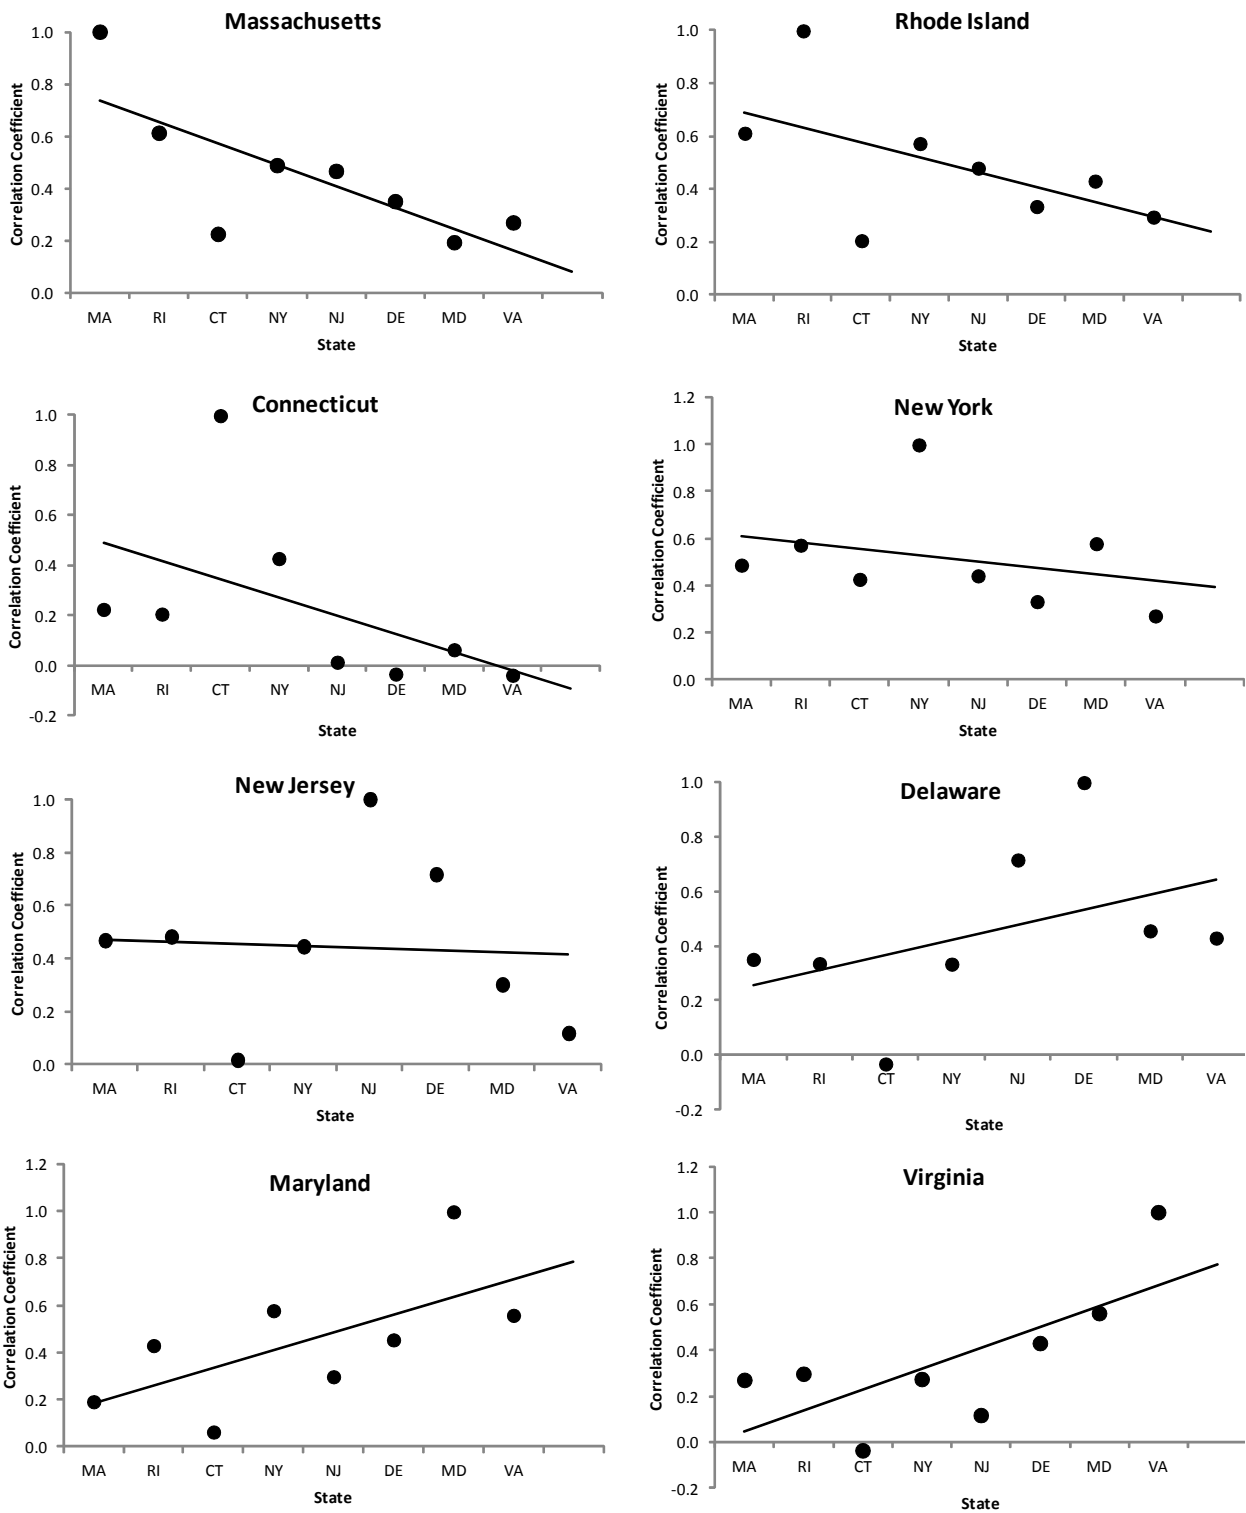 Massachusetts
Correlation Coefficient
1.0
0.8
0.6
0.4
0.2
0.0
MA RI CT NY NJ DE MD VA
State
Rhode Island
Correlation Coefficient
1.0
0.8
0.6
0.4
0.2
0.0
MA RI CT NY NJ DE MD VA
State
Connecticut
Correlation Coefficient
1.0
0.8
0.6
0.4
0.2
0.0
-0.2
MA RI CT NY NJ DE MD VA
State
New York
Correlation Coefficient
1.2
1.0
0.8
0.6
0.4
0.2
0.0
MA RI CT NY NJ DE MD VA
State
New Jersey
Correlation Coefficient
1.0
0.8
0.6
0.4
0.2
0.0
MA RI CT NY NJ DE MD VA
State
Delaware
Correlation Coefficient
1.0
0.8
0.6
0.4
0.2
0.0
-0.2
MA RI CT NY NJ DE MD VA
State
Maryland
Correlation Coefficient
1.2
1.0
0.8
0.6
0.4
0.2
0.0
MA RI CT NY NJ DE MD VA
State
Virginia
Correlation Coefficient
1.2
1.0
0.8
0.6
0.4
0.2
0.0
-0.2
MA RI CT NY NJ DE MD VA
State